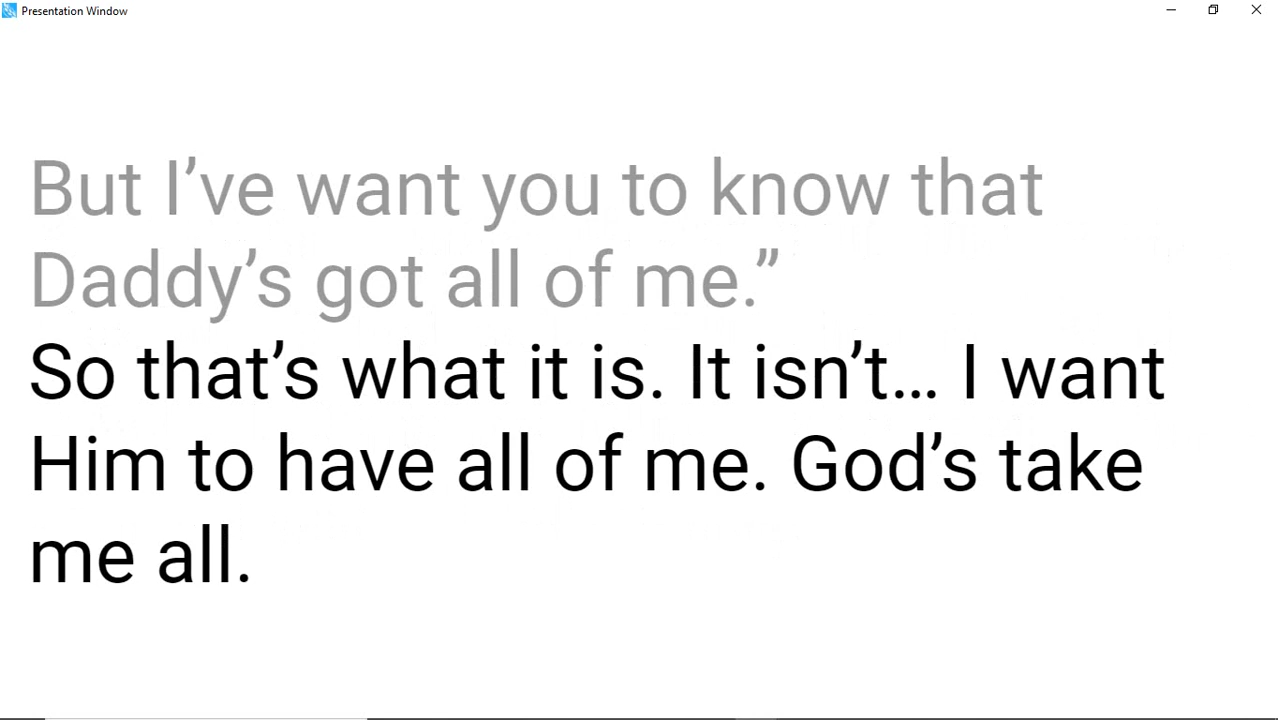 Presentation Window
But I’ve want you to know that
Daddy’s got all of me.”
So that’s what it is. It isn’t... I want
Him to have all of me. God’s take
me all.